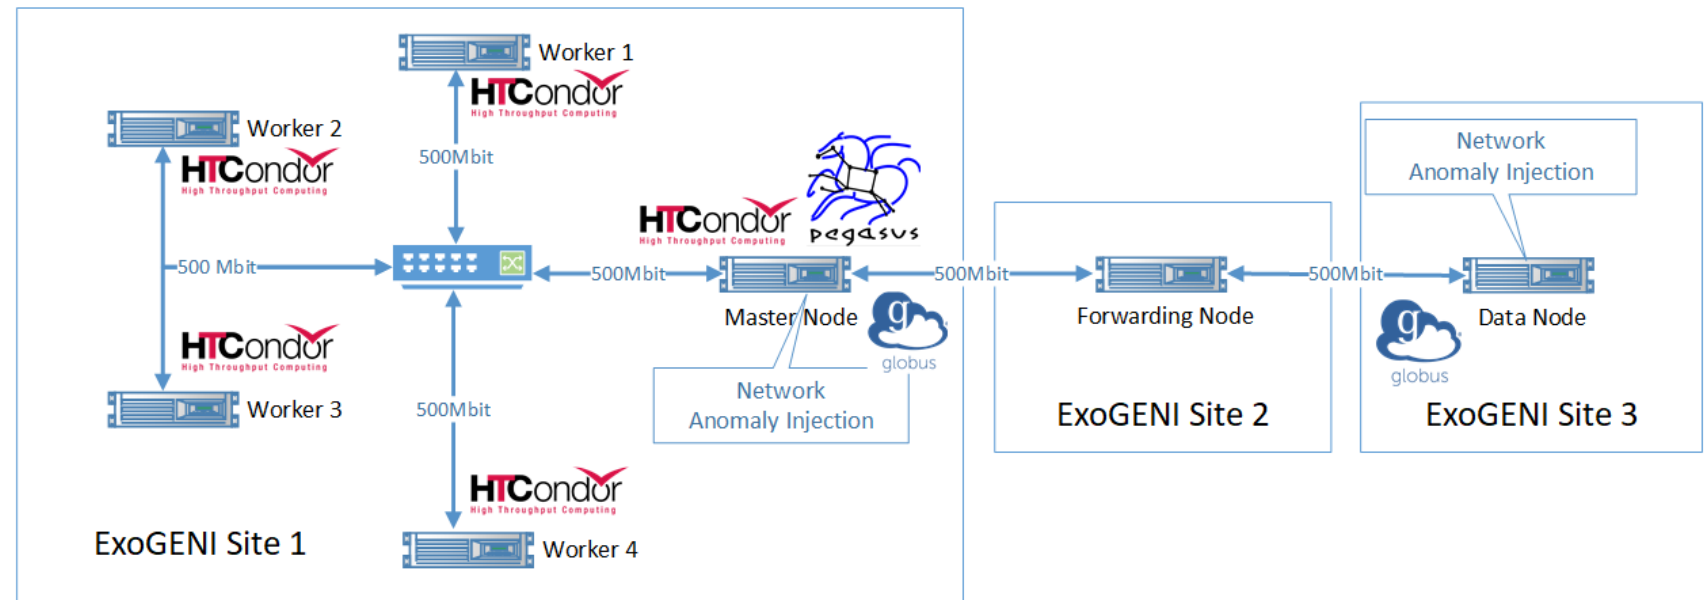 Worker 1
HTCondor
High Throughput Computing
500Mbit
Worker 2
HTCondor
High Throughput Computing
500 Mbit
HTCondor
High Throughput Computing
Worker 3
500Mbit
HTCondor
High Throughput Computing
Worker 4
ExoGENI Site 1
500Mbit
HTCondor
High Throughput Computing
pegasus
Master Node
g
globus
Network
Anomaly Injection
500Mbit
Forwarding Node
ExoGENI Site 2
500Mbit
Network
Anomaly Injection
Data Node
g
globus
ExoGENI Site 3